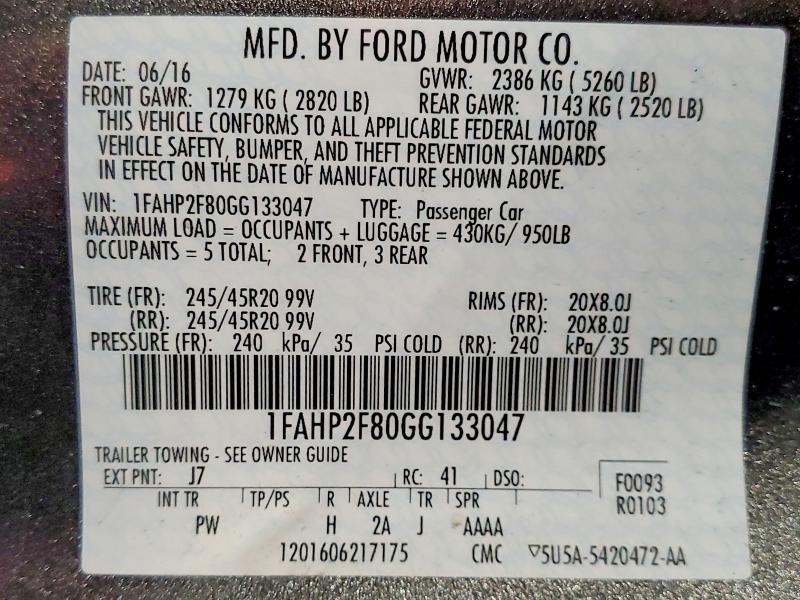 MFD. BY FORD MOTOR CO.
DATE: 06/16 GVWR: 2386 KG ( 5260 LB)
FRONT GAWR: 1279 KG ( 2820 LB) REAR GAWR: 1143 KG ( 2520 LB)
THIS VEHICLE CONFORMS TO ALL APPLICABLE FEDERAL MOTOR
VEHICLE SAFETY, BUMPER, AND THEFT PREVENTION STANDARDS
IN EFFECT ON THE DATE OF MANUFACTURE SHOWN ABOVE.
VIN: 1FAHP2F80GG133047 TYPE: Passenger Car
MAXIMUM LOAD = OCCUPANTS + LUGGAGE = 430KG/ 950LB
OCCUPANTS = 5 TOTAL; 2 FRONT, 3 REAR
TIRE (FR): 245/45R20 99V RIMS (FR): 20X8.0J
(RR): 245/45R20 99V (RR): 20X8.0J
PRESSURE (FR): 240 kPa/ 35 PSI COLD (RR): 240 kPa/ 35 PSI COLD
1FAHP2F80GG133047
TRAILER TOWING - SEE OWNER GUIDE
EXT PNT: J7 RC: 41 DSO: F0093
INT TR TP/PS R AXLE TR SPR R0103
PW H 2A J AAAA
1201606217175 CMC ▽5U5A-5420472-AA